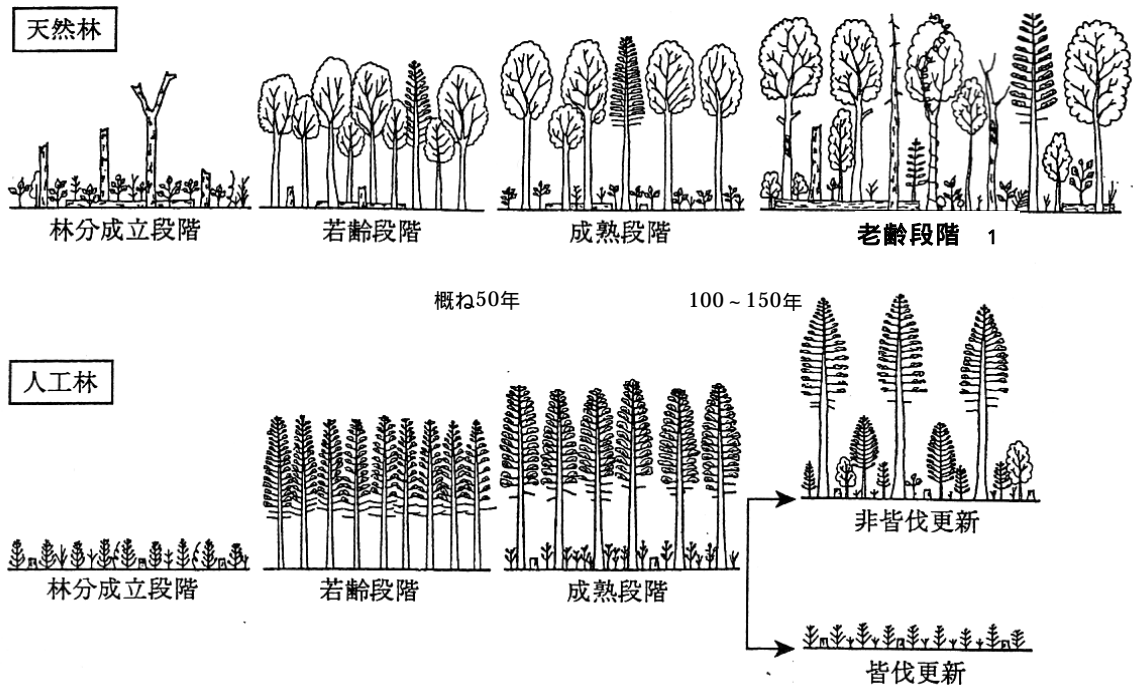 天然林
林分成立段階
若齢段階
成熟段階
老齢段階 1
概ね50年
100~150年
人工林
林分成立段階
若齢段階
成熟段階
非皆伐更新
皆伐更新